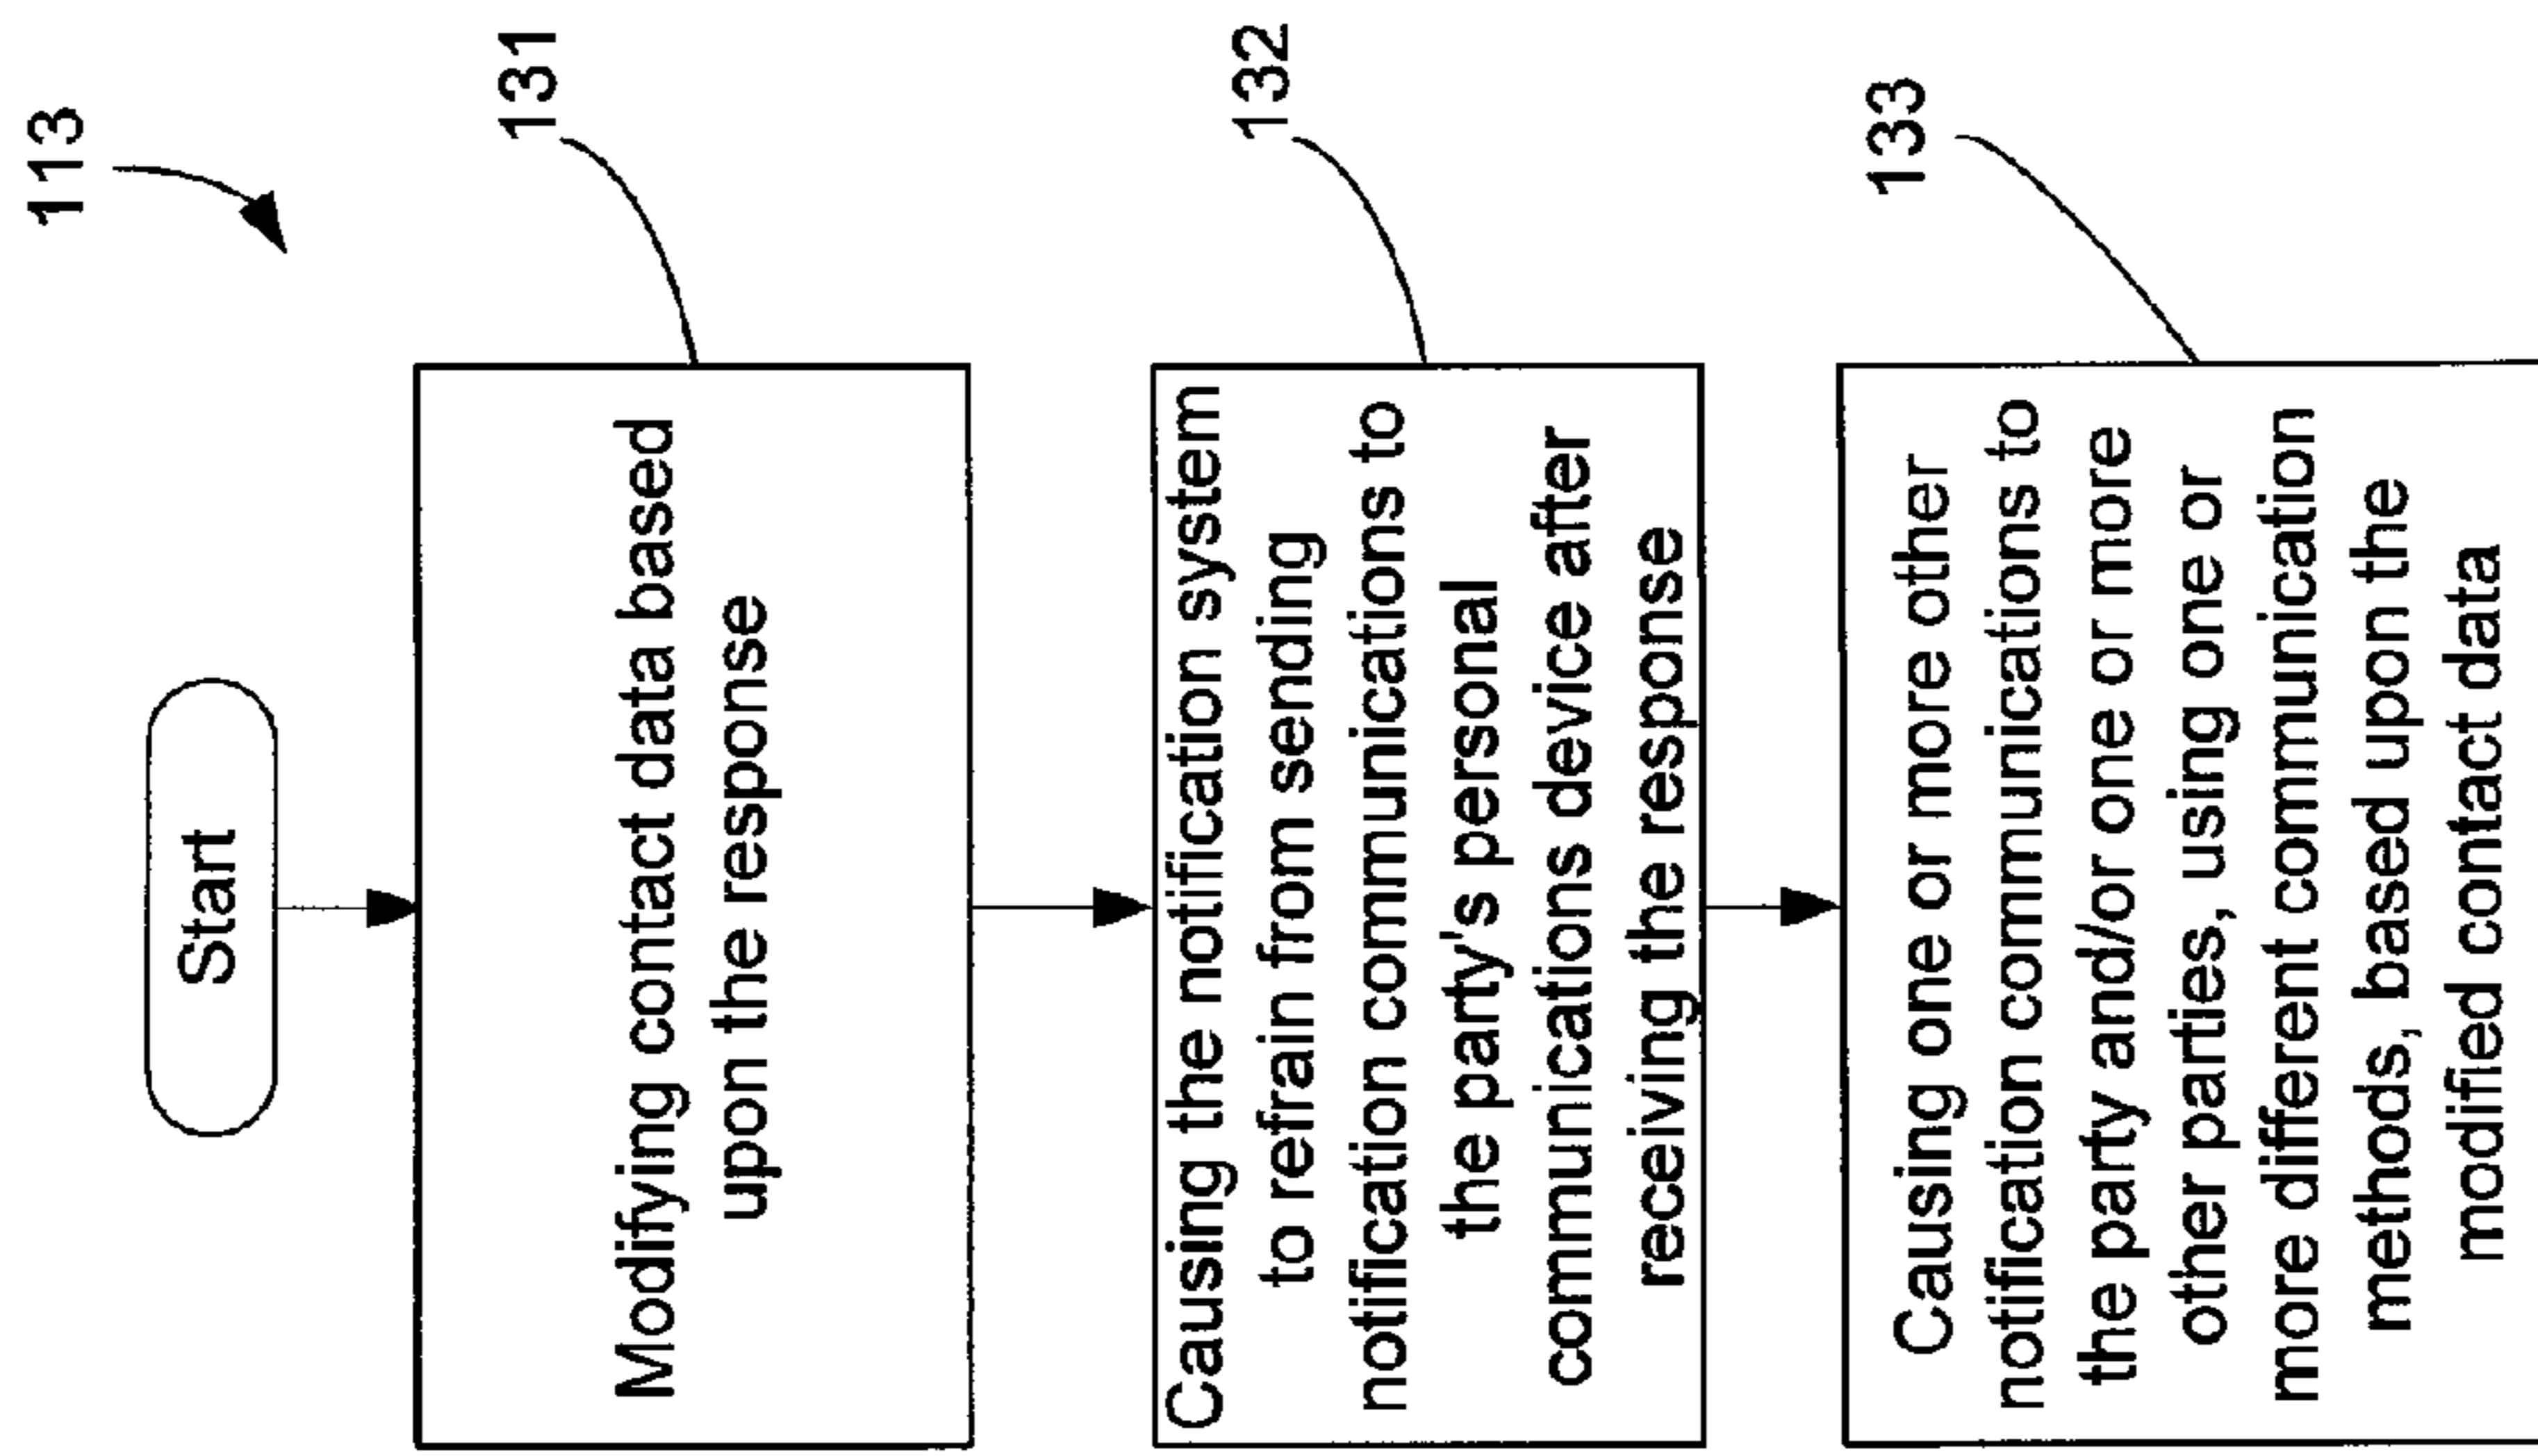 113
Start
131
Modifying contact data based
upon the response
132
Causing the notification system
to refrain from sending
notification communications to
the party's personal
communications device after
receiving the response
133
Causing one or more other
notification communications to
the party and/or one or more
other parties, using one or
more different communication
methods, based upon the
modified contact data